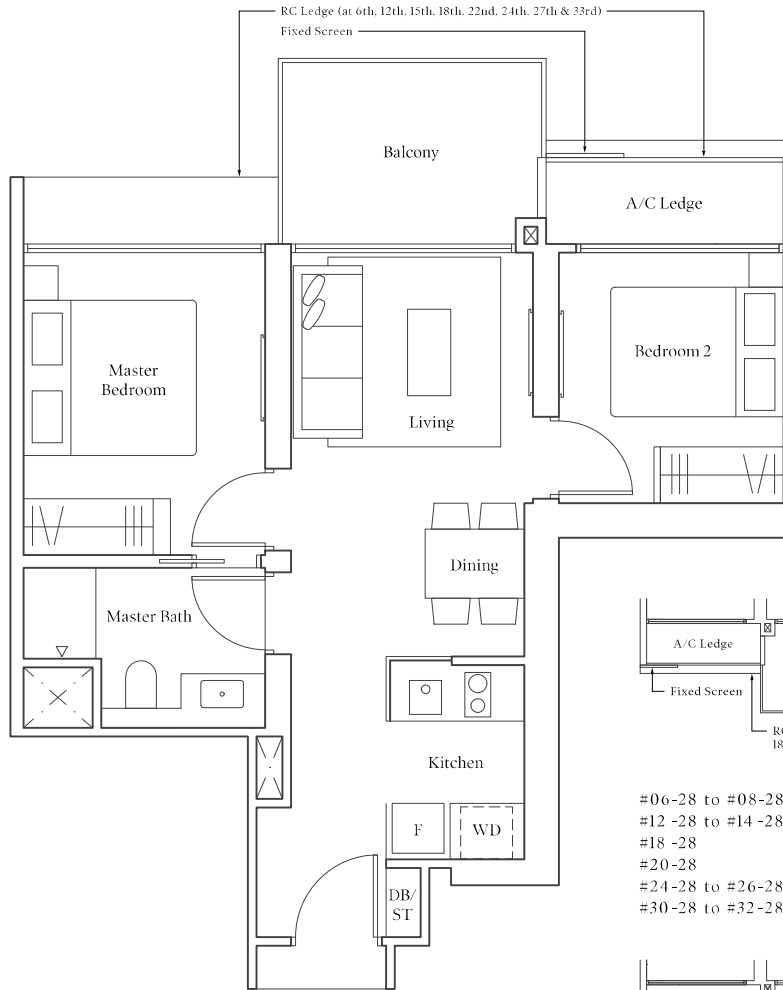 RC Ledge (at 6th, 12th, 15th, 18th, 22nd, 24th, 27th & 33rd)
Fixed Screen
Balcony
A/C Ledge
Master
Bedroom
Bedroom 2
Living
Dining
Master Bath
A/C Ledge
Fixed Screen
RC
18
Kitchen
F
WD
DB/
ST
#06-28 to #08-28
#12-28 to #14-28
#18-28
#20-28
#24-28 to #26-28
#30-28 to #32-28